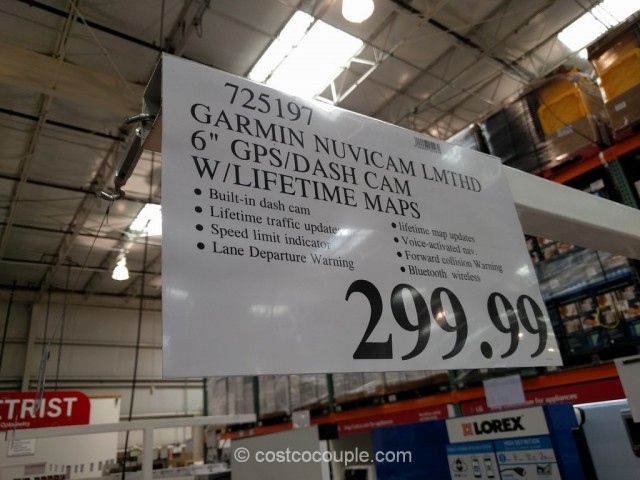 725197
GARMIN NUVICAM LMTHD
6" GPS/DASH CAM
W/LIFETIME MAPS
• Built-in dash cam
• Lifetime traffic updates
• Speed limit indicator
• Lane Departure Warning
• lifetime map updates
• Voice-activated nav.
• Forward collision Warning
• Bluetooth wireless
299.99
TRIST
LOREX
© costcocouple.com